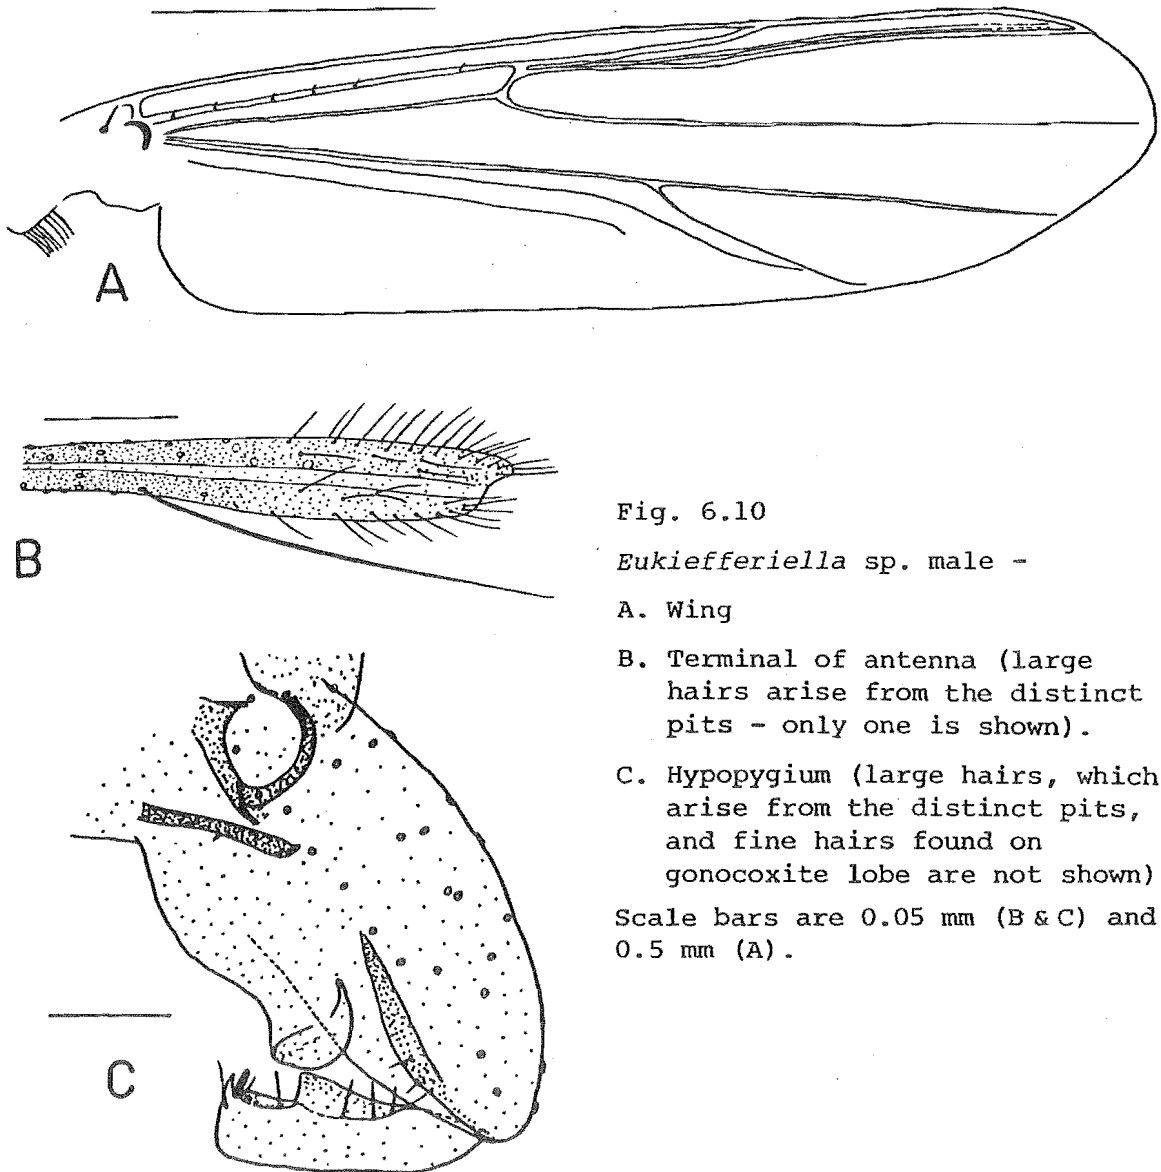 A
B
C
Fig. 6.10
Eukiefferiella sp. male -
A. Wing
B. Terminal of antenna (large
hairs arise from the distinct
pits - only one is shown).
C. Hypopygium (large hairs, which
arise from the distinct pits,
and fine hairs found on
gonocoxite lobe are not shown)
Scale bars are 0.05 mm (B & C) and
0.5 mm (A).